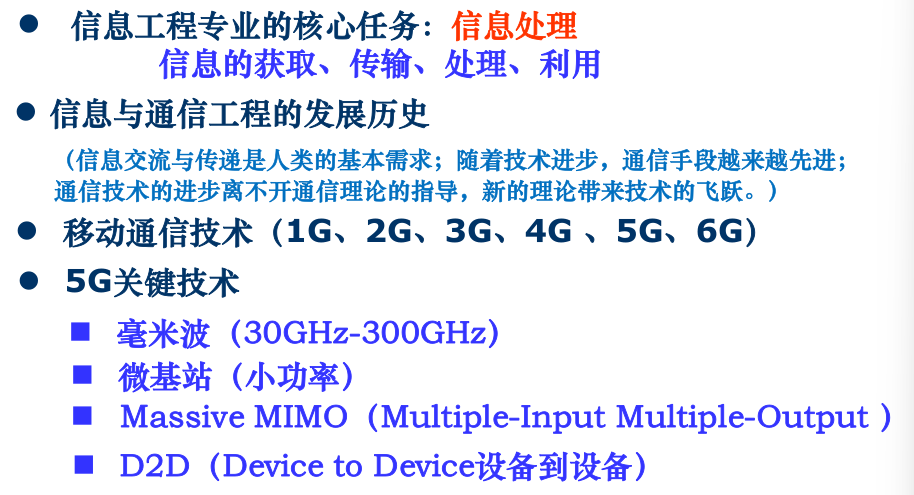 信息工程专业的核心任务：信息处理
信息的获取、传输、处理、利用
信息与通信工程的发展历史
（信息交流与传递是人类的基本需求；随着技术进步，通信手段越来越先进；
通信技术的进步离不开通信理论的指导，新的理论带来技术的飞跃。）
移动通信技术（1G、2G、3G、4G 、5G、6G）
5G关键技术
毫米波（30GHz-300GHz）
微基站（小功率）
Massive MIMO（Multiple-Input Multiple-Output ）
D2D（Device to Device设备到设备）